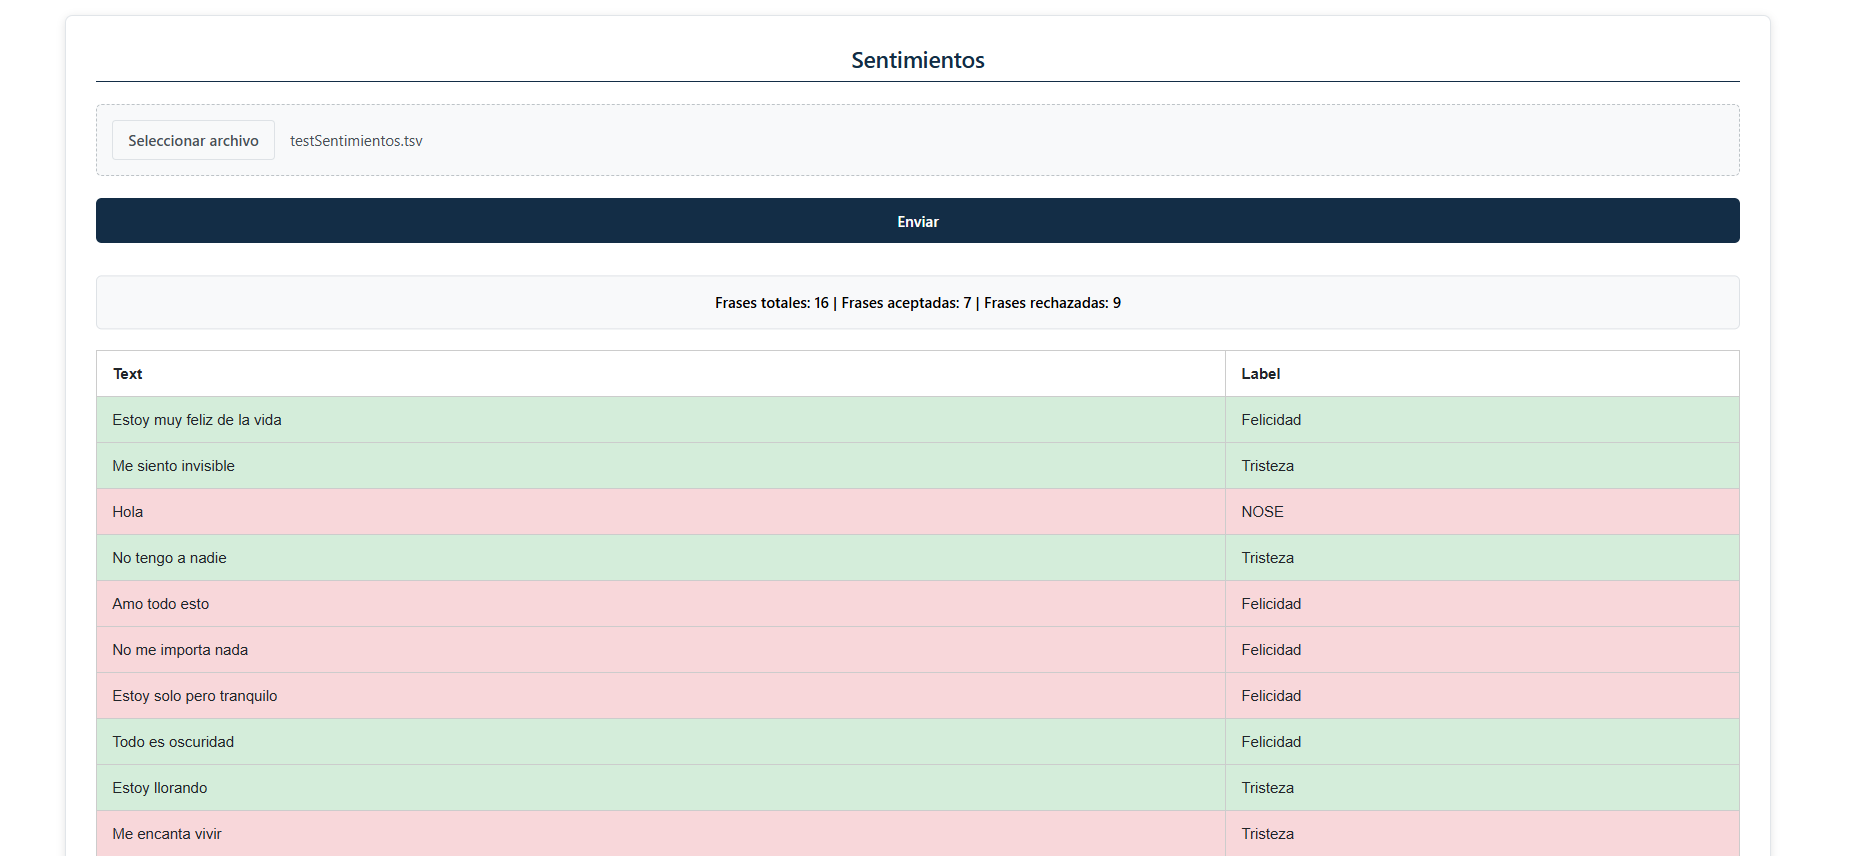 Sentimientos
Seleccionar archivo testSentimientos.tsv
Enviar
Frases totales: 16 | Frases aceptadas: 7 | Frases rechazadas: 9
Text Label
Estoy muy feliz de la vida Felicidad
Me siento invisible Tristeza
Hola NOSE
No tengo a nadie Tristeza
Amo todo esto Felicidad
No me importa nada Felicidad
Estoy solo pero tranquilo Felicidad
Todo es oscuridad Felicidad
Estoy llorando Tristeza
Me encanta vivir Tristeza